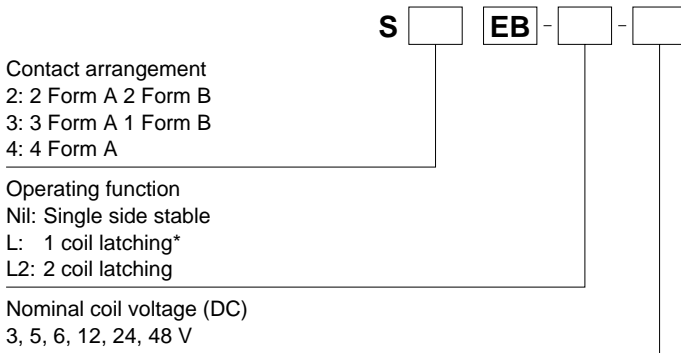 S EB - -
Contact arrangement
2: 2 Form A 2 Form B
3: 3 Form A 1 Form B
4: 4 Form A
Operating function
Nil: Single side stable
L: 1 coil latching*
L2: 2 coil latching
Nominal coil voltage (DC)
3, 5, 6, 12, 24, 48 V